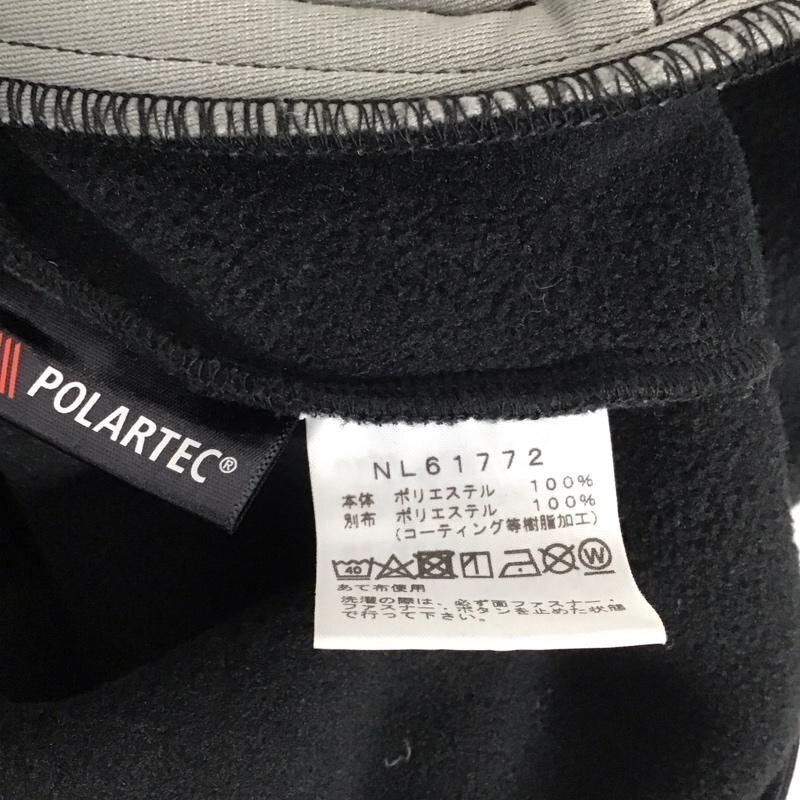 POLARTEC®
NL61772
本体 ポリエステル 100%
別布 ポリエステル 100%
(コーティング等樹脂加工)
40 W
あて布使用
洗濯の際は、必ず面ファスナー・
ファスナー・ボタンを止めた状態
で行って下さい。